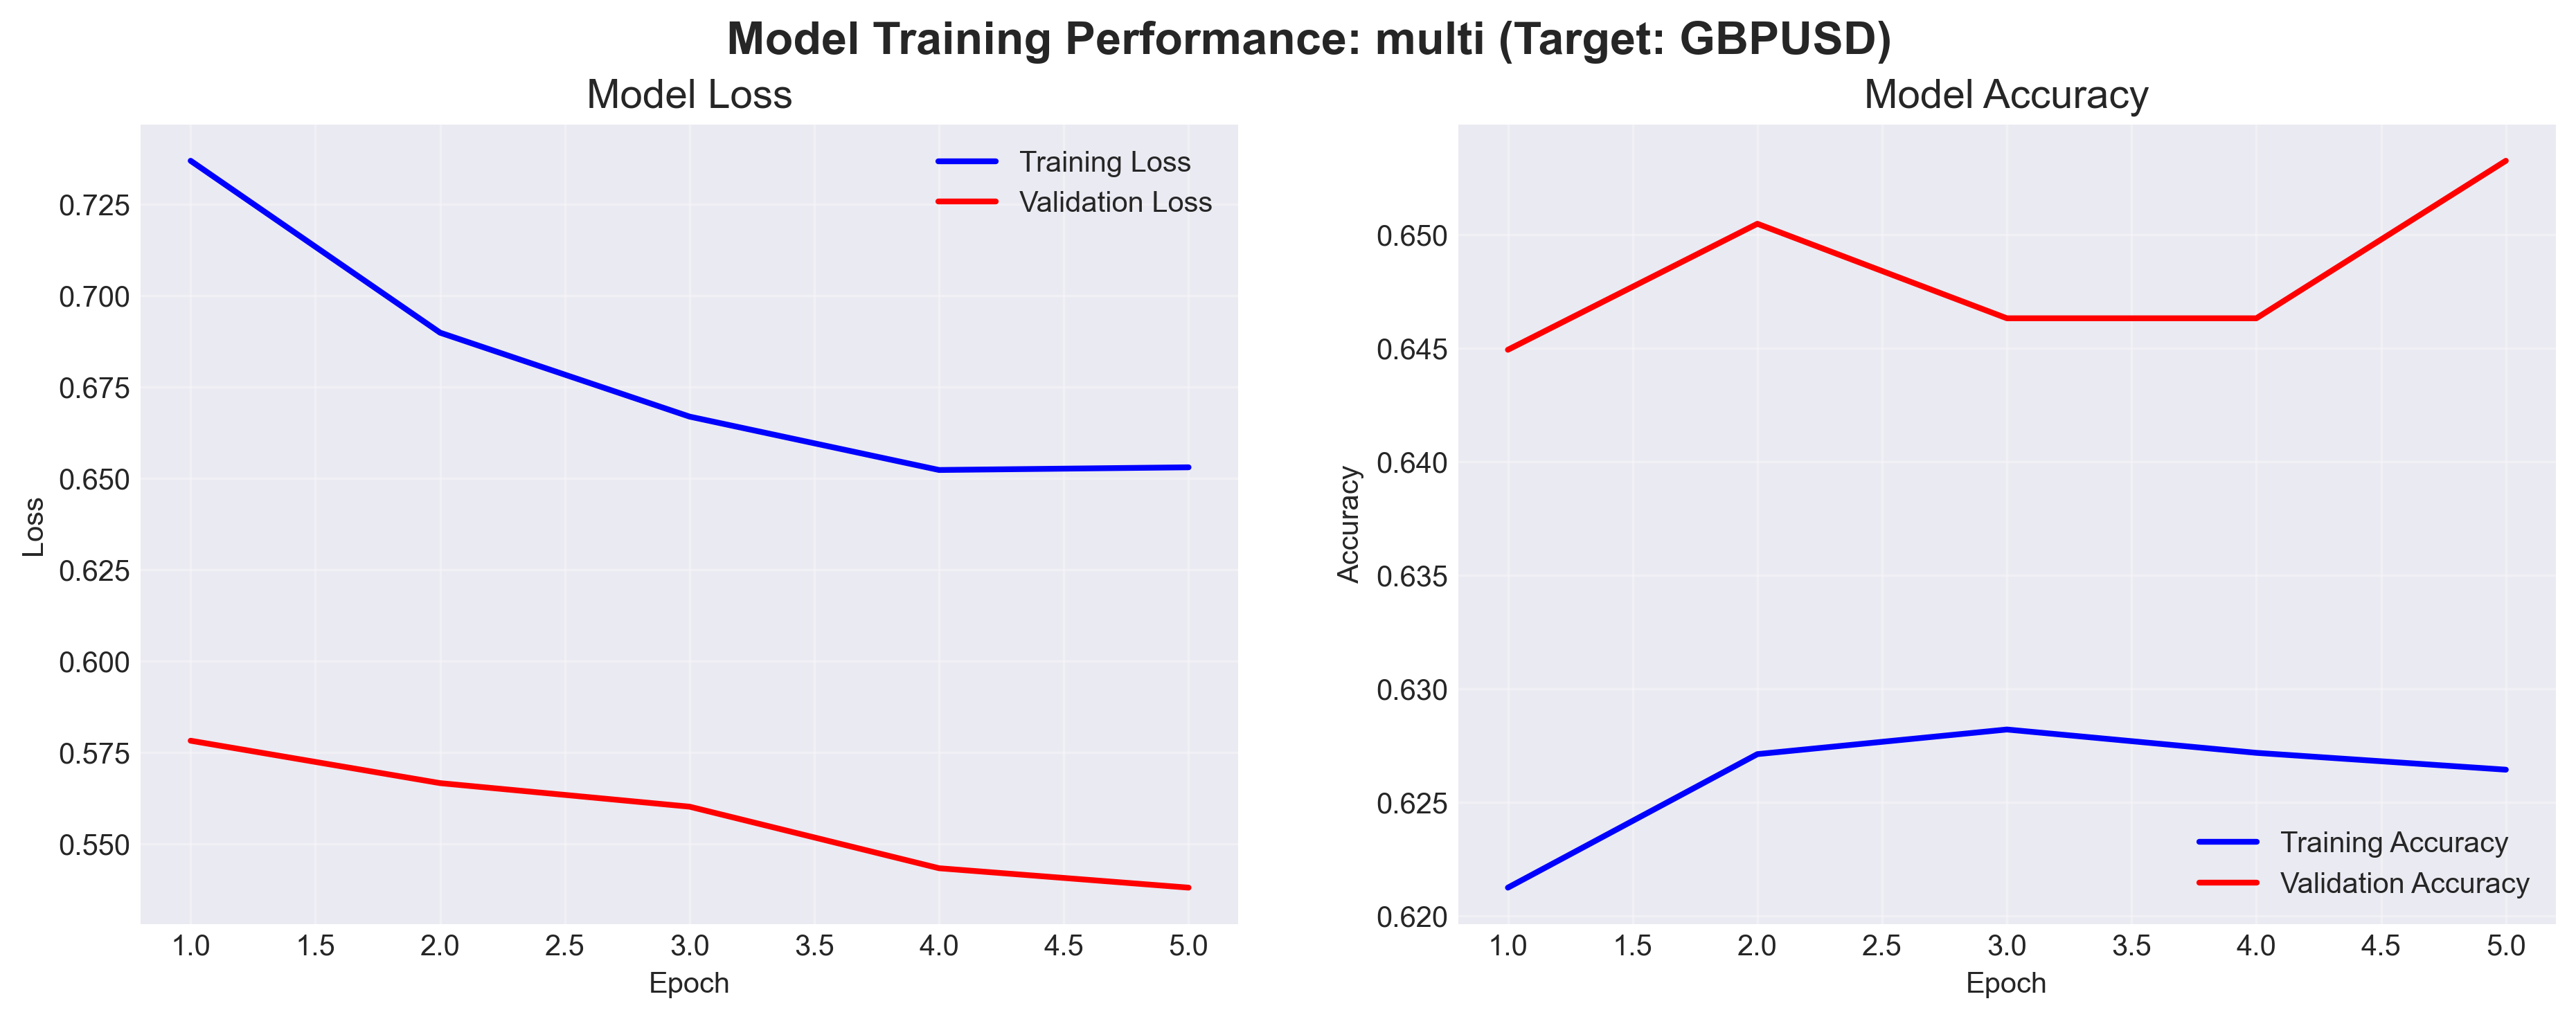 Model Training Performance: multi (Target: GBPUSD)
Model Loss
Training Loss
Validation Loss
0.725
0.700
0.675
0.650
0.625
0.600
0.575
0.550
Loss
1.0 1.5 2.0 2.5 3.0 3.5 4.0 4.5 5.0
Epoch
Model Accuracy
0.650
0.645
0.640
0.635
0.630
0.625
0.620
Accuracy
Training Accuracy
Validation Accuracy
1.0 1.5 2.0 2.5 3.0 3.5 4.0 4.5 5.0
Epoch